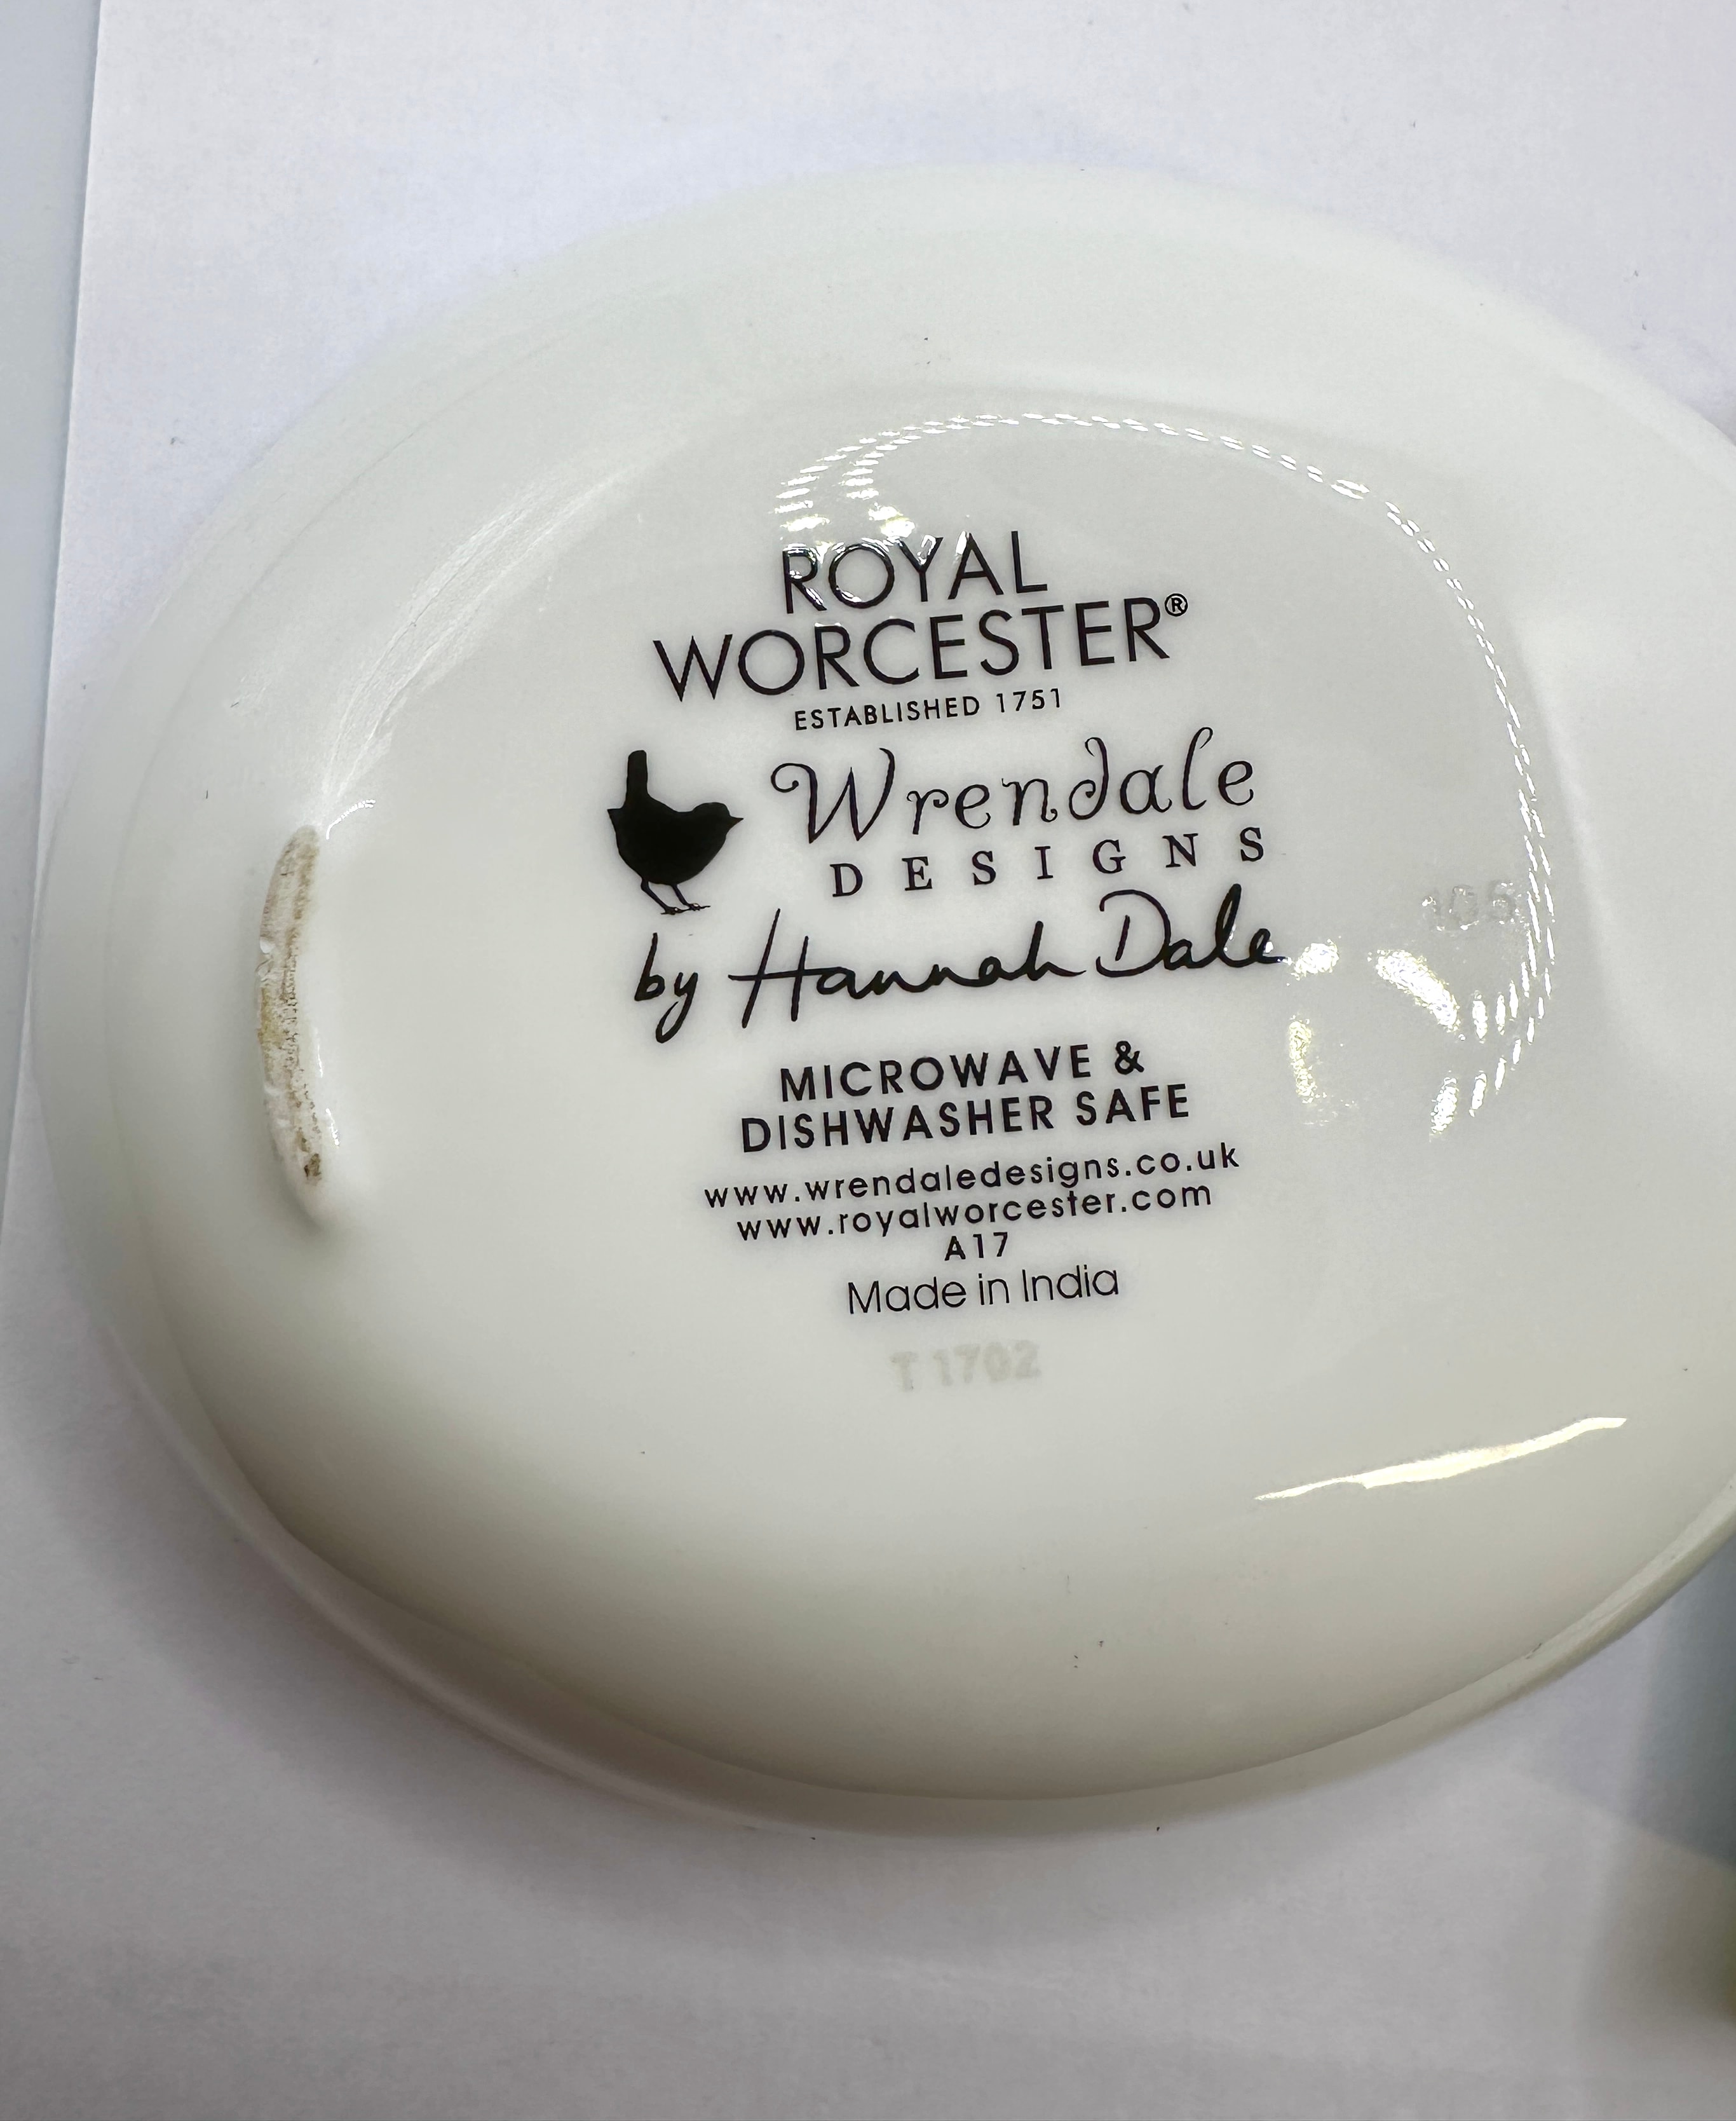 ROYAL
WORCESTER®
ESTABLISHED 1751
Wrendale
DESIGNS
by Hannah Dale
MICROWAVE &
DISHWASHER SAFE
www.wrendaledesigns.co.uk
www.royalworcester.com
A17
Made in India
T 1702